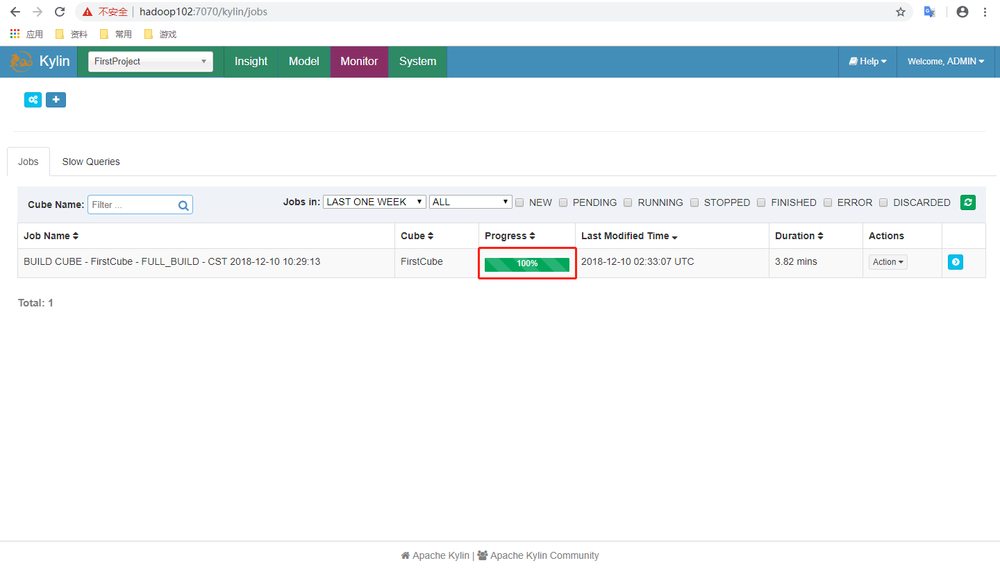 不安全 hadoop102:7070/kylin/jobs
应用 资料 常用 游戏
Kylin FirstProject Insight Model Monitor System Help Welcome, ADMIN
Jobs Slow Queries
Cube Name: Filter ... Jobs in: LAST ONE WEEK ALL NEW PENDING RUNNING STOPPED FINISHED ERROR DISCARDED
Job Name Cube Progress Last Modified Time Duration Actions
BUILD CUBE - FirstCube - FULL_BUILD - CST 2018-12-10 10:29:13 FirstCube 100% 2018-12-10 02:33:07 UTC 3.82 mins Action
Total: 1
Apache Kylin | Apache Kylin Community